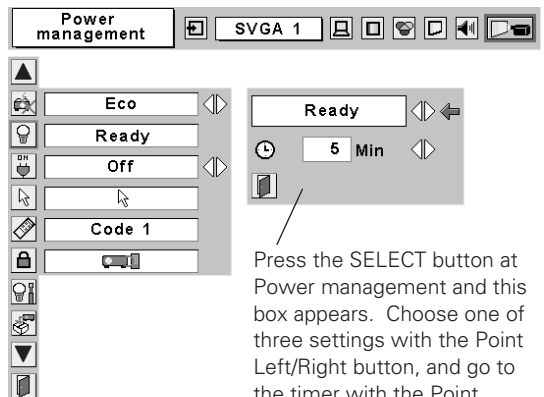 Power
management
SVGA 1
Eco
Ready
ON
Off
Code 1
Ready
5 Min
Press the SELECT button at
Power management and this
box appears. Choose one of
three settings with the Point
Left/Right button, and go to
the timer with the Point